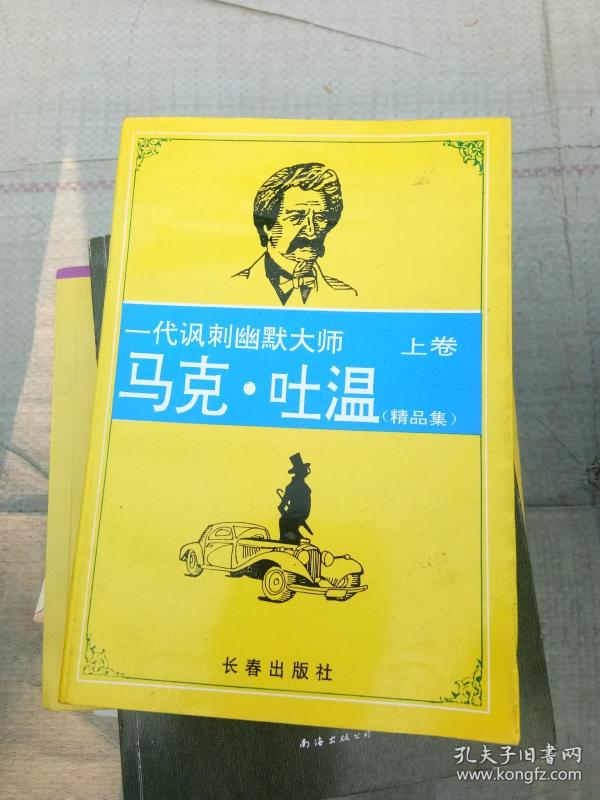 一代讽刺幽默大师 上卷
马克·吐温(精品集)
长春出版社
南海出版公司
孔夫子旧书网
www.kongfz.com